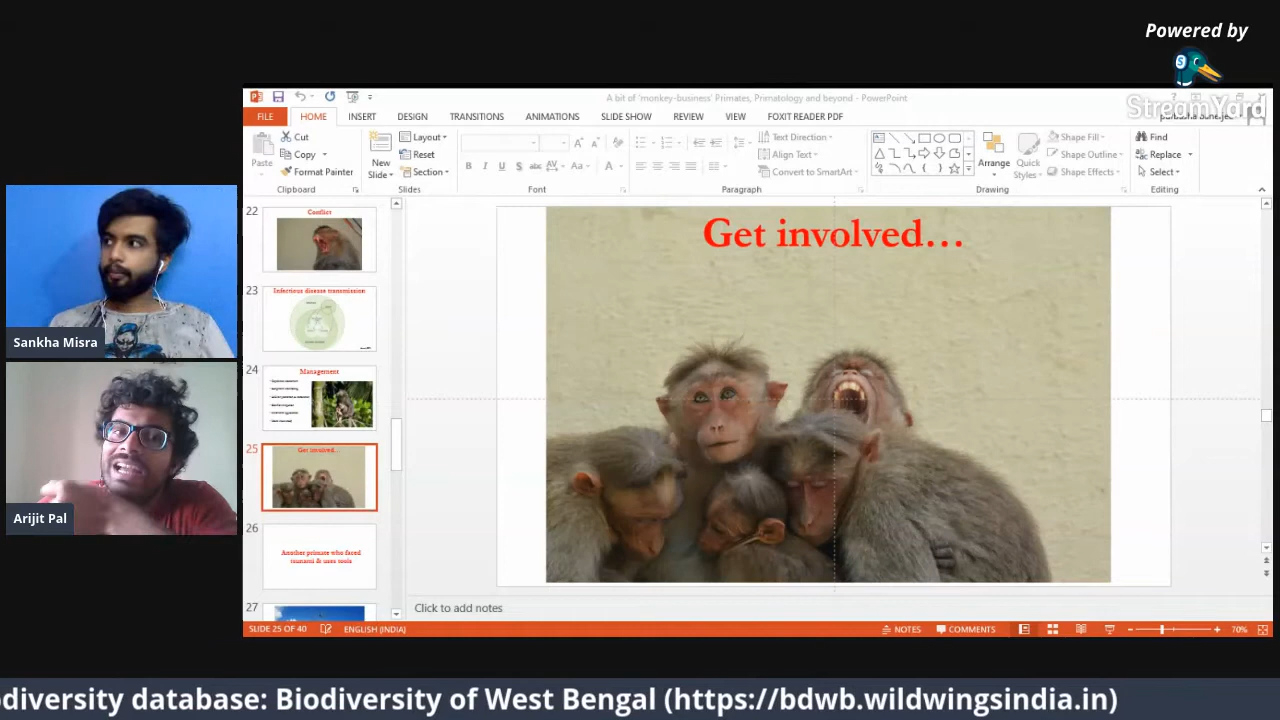 Powered by
StreamYard
A bit of 'monkey-business' Primates, Primatology and beyond - PowerPoint
FILE HOME INSERT DESIGN TRANSITIONS ANIMATIONS SLIDE SHOW REVIEW VIEW FOXIT READER PDF
Paste
Cut
Copy
Format Painter
Clipboard
New
Slide
Layout
Reset
Section
Slides
B I U S abc AV Aa A
Font
Text Direction
Align Text
Convert to SmartArt
Paragraph
Arrange
Quick
Styles
Shape Fill
Shape Outline
Shape Effects
Drawing
Find
Replace
Select
Editing
22
Conflict
23
Infectious disease transmission
24
Management
25
Get involved...
26
Another primate who faced
tsunami & uses tools
27
Get involved...
Click to add notes
SLIDE 25 OF 40 ENGLISH (INDIA) NOTES COMMENTS 70%
Sankha Misra
Arijit Pal
diversity database: Biodiversity of West Bengal (https://bdwb.wildwingsindia.in)